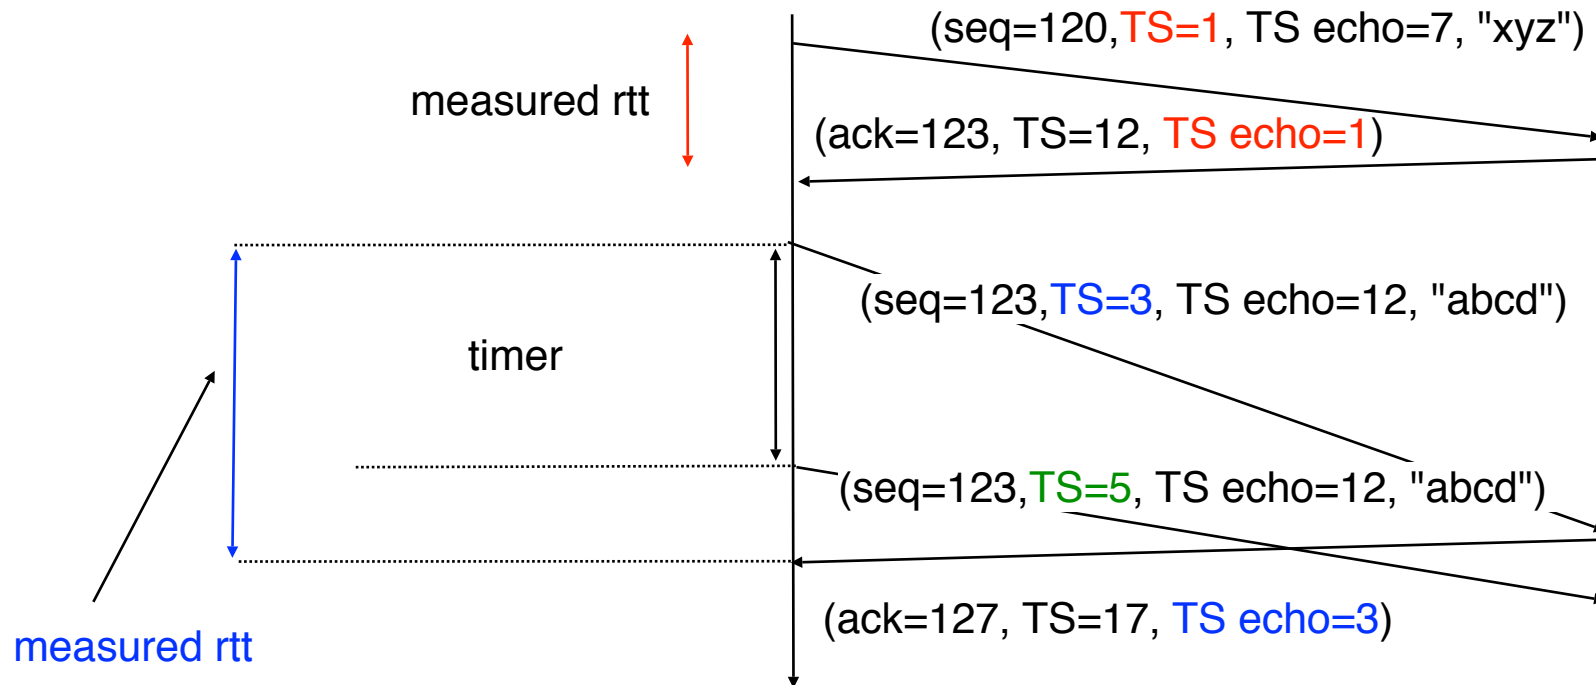 (seq=120,TS=1, TS echo=7, "xyz")
measured rtt
(ack=123, TS=12, TS echo=1)
(seq=123,TS=3, TS echo=12, "abcd")
timer
(seq=123,TS=5, TS echo=12, "abcd")
(ack=127, TS=17, TS echo=3)
measured rtt